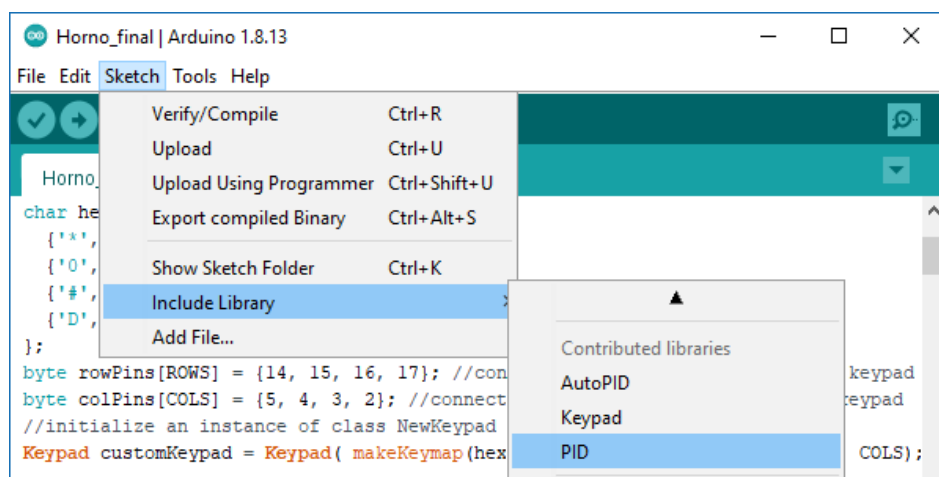 Horno_final | Arduino 1.8.13
File Edit Sketch Tools Help
Verify/Compile Ctrl+R
Upload Ctrl+U
Upload Using Programmer Ctrl+Shift+U
Export compiled Binary Ctrl+Alt+S
Show Sketch Folder Ctrl+K
Include Library
Add File...
Contributed libraries
AutoPID
Keypad
PID
Horno_
char he
{'*',
{'0',
{'#',
{'D',
};
byte rowPins[ROWS] = {14, 15, 16, 17}; //con keypad
byte colPins[COLS] = {5, 4, 3, 2}; //connect keypad
//initialize an instance of class NewKeypad
Keypad customKeypad = Keypad( makeKeymap(hex COLS);